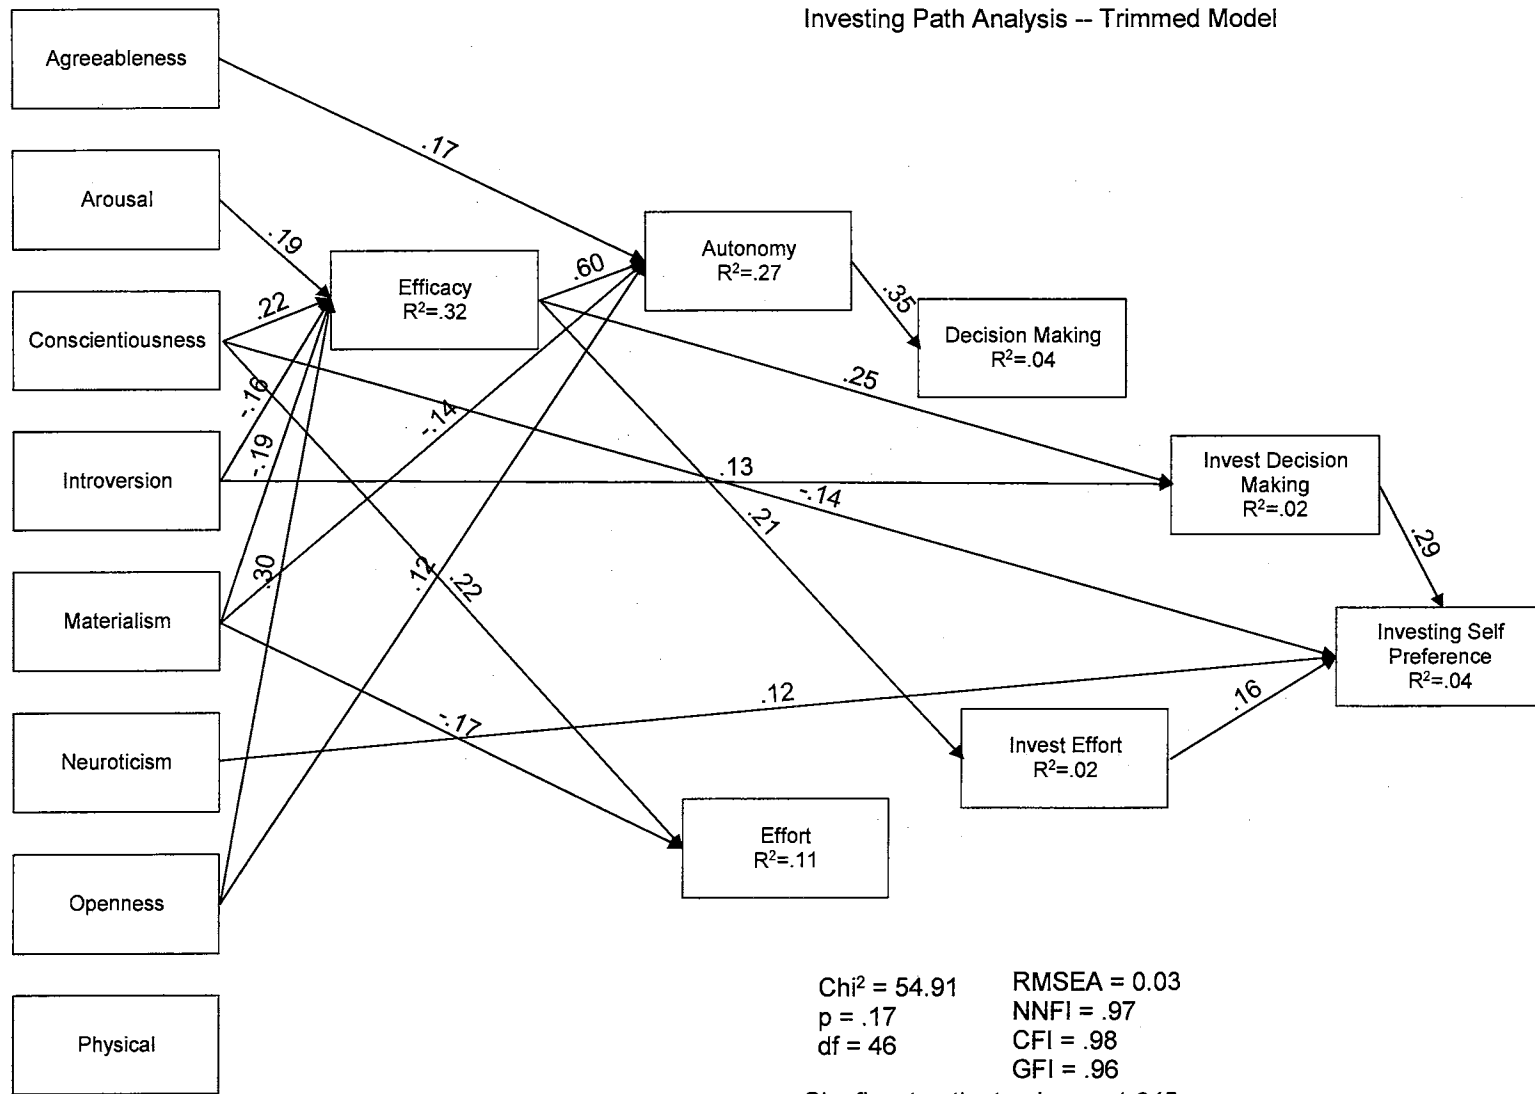 Investing Path Analysis -- Trimmed Model
Agreeableness
.17
Arousal
.19
Autonomy
R²=.27
Efficacy
R²=.32
.60
.35
Conscientiousness
.22
Decision Making
R²=.04
-.16
-.14
.25
Introversion
-.19
.13
-.14
Invest Decision
Making
R²=.02
.21
.29
Materialism
.30
.12
.22
Investing Self
Preference
R²=.04
Neuroticism
-.17
.12
.16
Invest Effort
R²=.02
Effort
R²=.11
Openness
Physical
Chi² = 54.91
p = .17
df = 46
RMSEA = 0.03
NNFI = .97
CFI = .98
GFI = .96